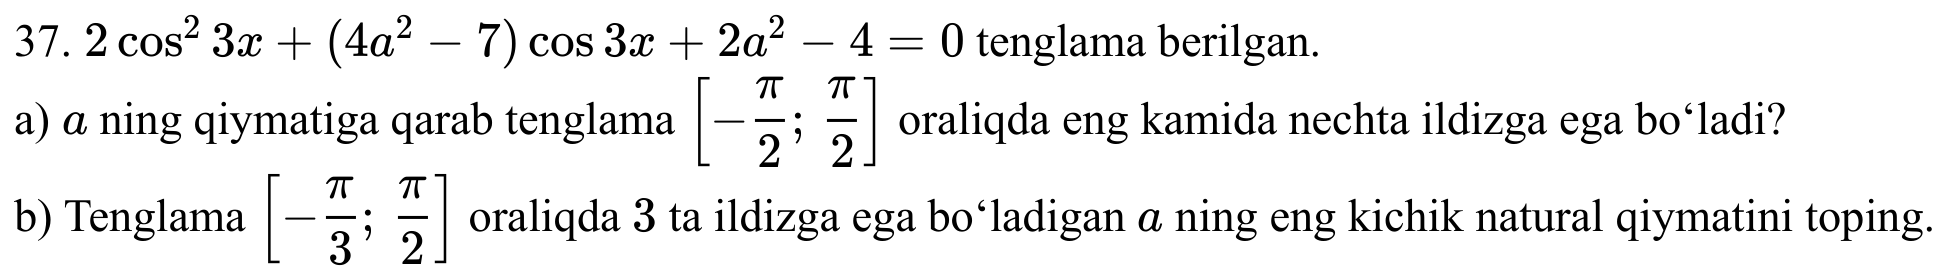 37. 2 cos² 3x + (4a² − 7) cos 3x + 2a² − 4 = 0 tenglama berilgan.
a) a ning qiymatiga qarab tenglama [−π/2; π/2] oraliqda eng kamida nechta ildizga ega bo‘ladi?
b) Tenglama [−π/3; π/2] oraliqda 3 ta ildizga ega bo‘ladigan a ning eng kichik natural qiymatini toping.